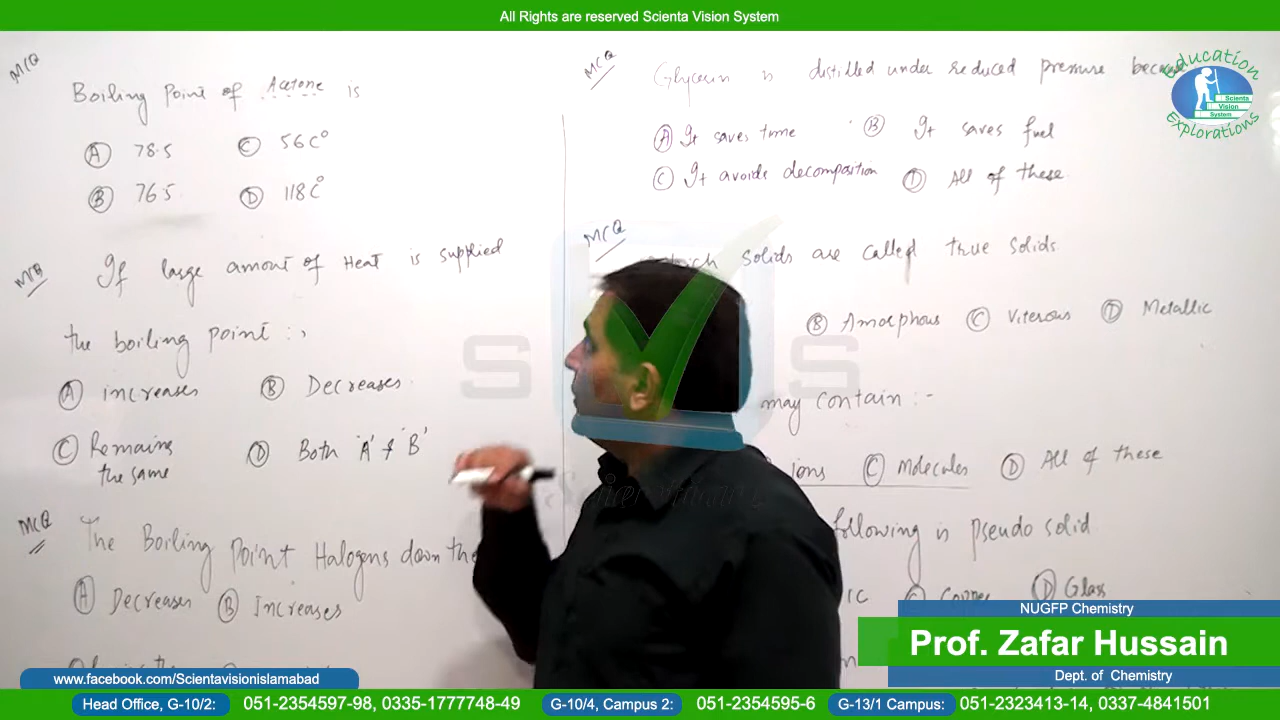 All Rights are reserved Scienta Vision System
MCQ
Boiling Point of Acetone is
Ⓐ 78.5 Ⓒ 56C°
Ⓑ 76.5 Ⓓ 118C°
MCQ
If large amount of Heat is supplied
the boiling point :,
Ⓐ increases Ⓑ Decreases
Ⓒ Remains Ⓓ Both 'A' & 'B'
the same
MCQ
The Boiling Point Halogens down the
Ⓐ Decreases Ⓑ Increases
MCQ
Glycerin is distilled under reduced pressure because
Ⓐ It saves time Ⓑ It saves fuel
Ⓒ It avoids decomposition Ⓓ All of these
MCQ
solids are called true solids.
Ⓑ Amorphous Ⓒ Viterous Ⓓ Metallic
may contain :-
ions Ⓒ Molecules Ⓓ All of these
following is pseudo solid
Ⓒ Copper Ⓓ Glass
Education
Scienta
Vision
System
Explorations
S S
NUGFP Chemistry
Prof. Zafar Hussain
Dept. of Chemistry
www.facebook.com/Scientavisionislamabad
Head Office, G-10/2: 051-2354597-98, 0335-1777748-49 G-10/4, Campus 2: 051-2354595-6 G-13/1 Campus: 051-2323413-14, 0337-4841501